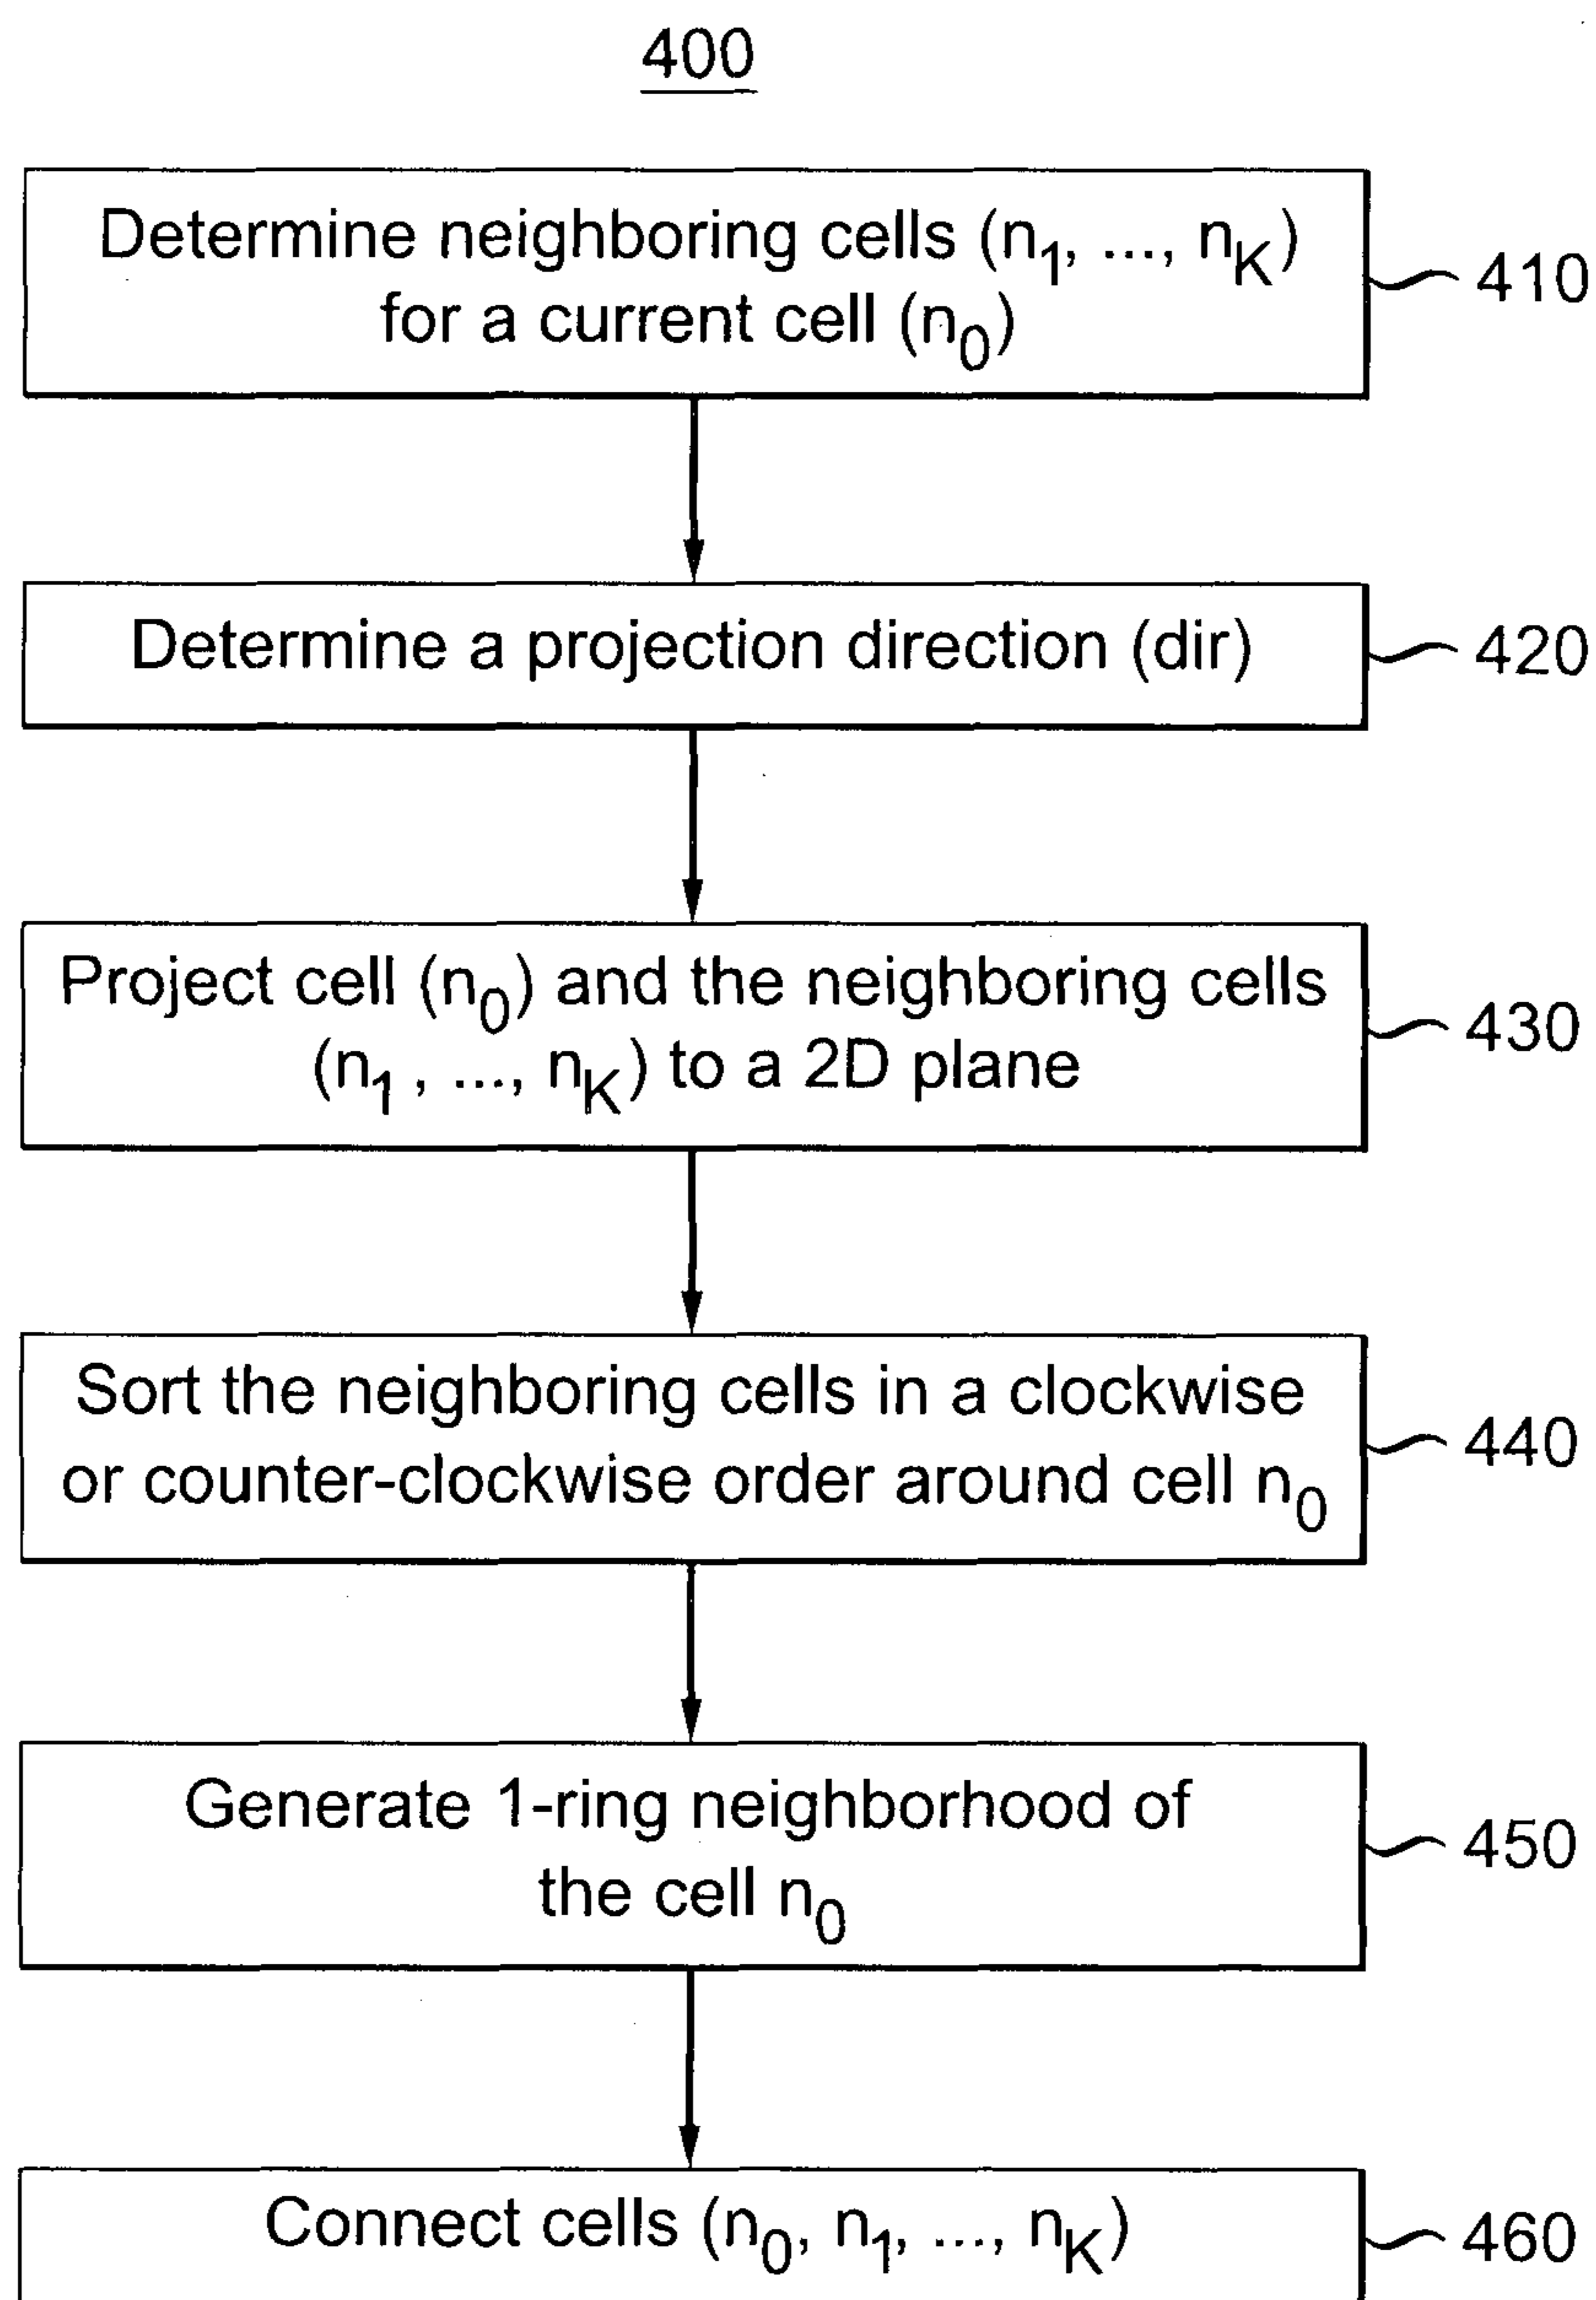 400
Determine neighboring cells (n1, ..., nK)
for a current cell (n0)
410
Determine a projection direction (dir)
420
Project cell (n0) and the neighboring cells
(n1 , ..., nK) to a 2D plane
430
Sort the neighboring cells in a clockwise
or counter-clockwise order around cell n0
440
Generate 1-ring neighborhood of
the cell n0
450
Connect cells (n0, n1, ..., nK)
460